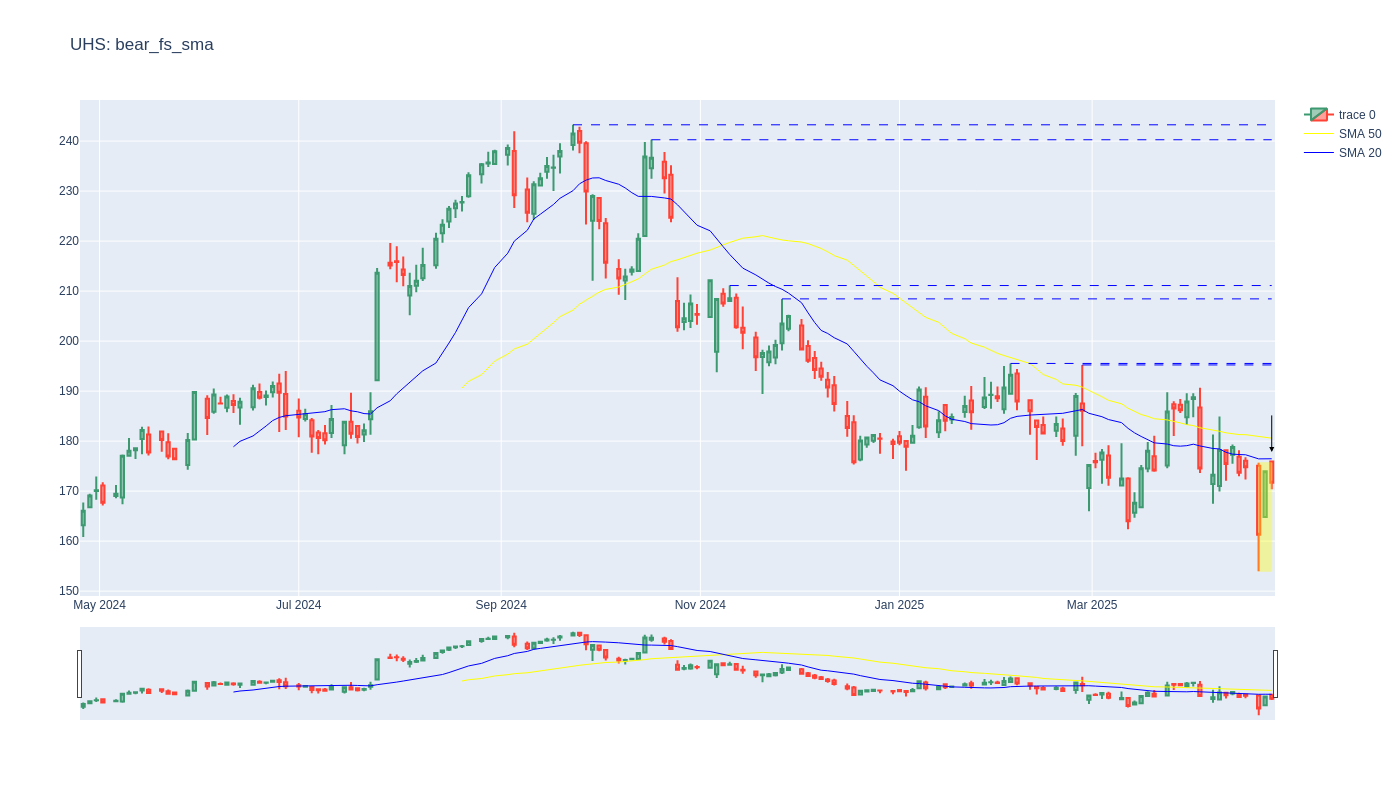 UHS: bear_fs_sma
trace 0
SMA 50
SMA 20
240
230
220
210
200
190
180
170
160
150
May 2024
Jul 2024
Sep 2024
Nov 2024
Jan 2025
Mar 2025